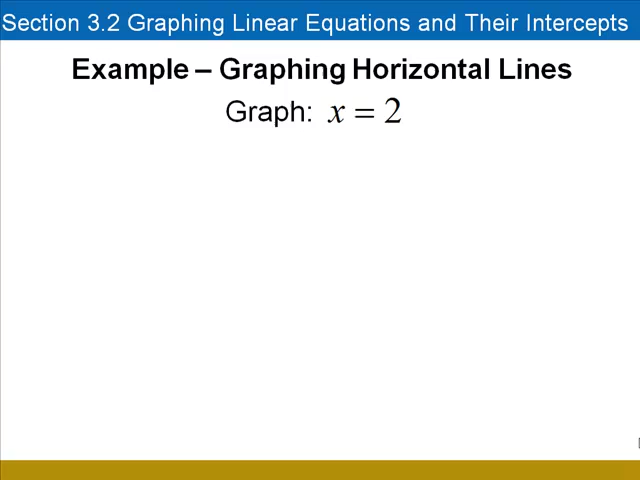 Section 3.2 Graphing Linear Equations and Their Intercepts
Example – Graphing Horizontal Lines
Graph: x = 2